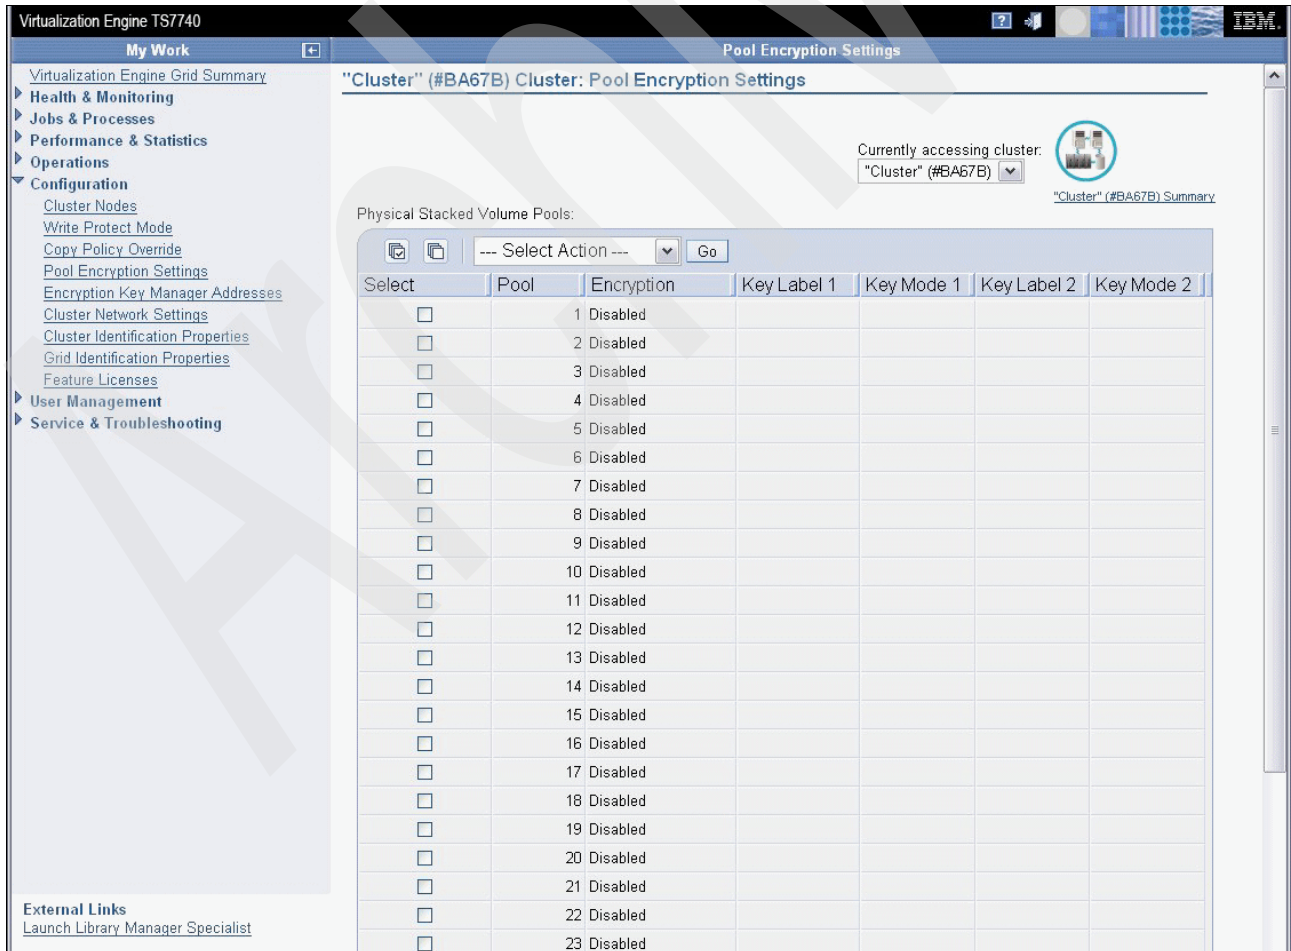 Virtualization Engine TS7740
?
IBM.
My Work
Pool Encryption Settings
Virtualization Engine Grid Summary
Health & Monitoring
Jobs & Processes
Performance & Statistics
Operations
Configuration
Cluster Nodes
Write Protect Mode
Copy Policy Override
Pool Encryption Settings
Encryption Key Manager Addresses
Cluster Network Settings
Cluster Identification Properties
Grid Identification Properties
Feature Licenses
User Management
Service & Troubleshooting
External Links
Launch Library Manager Specialist
"Cluster" (#BA67B) Cluster: Pool Encryption Settings
Currently accessing cluster:
"Cluster" (#BA67B)
"Cluster" (#BA67B) Summary
Physical Stacked Volume Pools:
--- Select Action --- Go
Select Pool Encryption Key Label 1 Key Mode 1 Key Label 2 Key Mode 2
1 Disabled
2 Disabled
3 Disabled
4 Disabled
5 Disabled
6 Disabled
7 Disabled
8 Disabled
9 Disabled
10 Disabled
11 Disabled
12 Disabled
13 Disabled
14 Disabled
15 Disabled
16 Disabled
17 Disabled
18 Disabled
19 Disabled
20 Disabled
21 Disabled
22 Disabled
23 Disabled